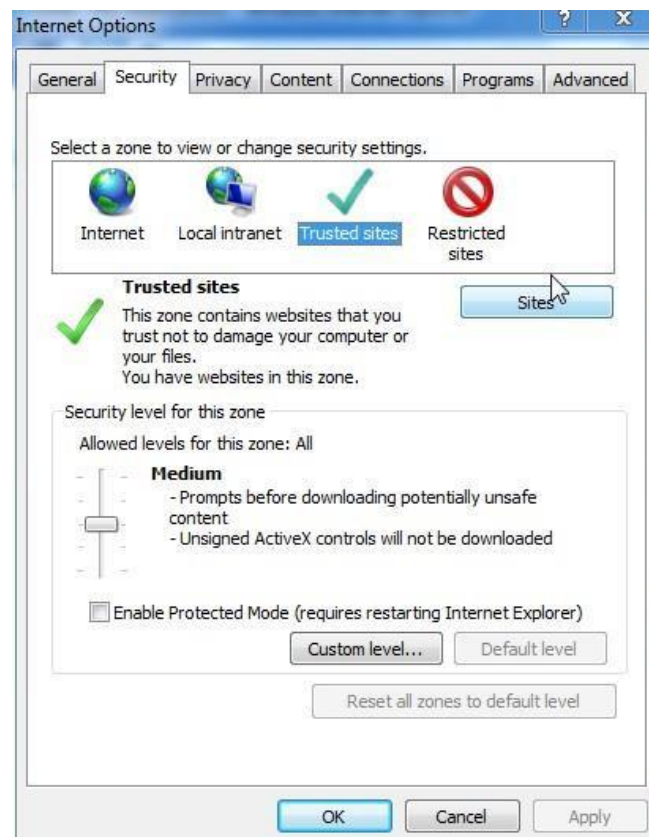 Internet Options
?
X
General Security Privacy Content Connections Programs Advanced
Select a zone to view or change security settings.
Internet
Local intranet
Trusted sites
Restricted
sites
Trusted sites
Sites
This zone contains websites that you
trust not to damage your computer or
your files.
You have websites in this zone.
Security level for this zone
Allowed levels for this zone: All
Medium
- Prompts before downloading potentially unsafe
content
- Unsigned ActiveX controls will not be downloaded
Enable Protected Mode (requires restarting Internet Explorer)
Custom level...
Default level
Reset all zones to default level
OK
Cancel
Apply